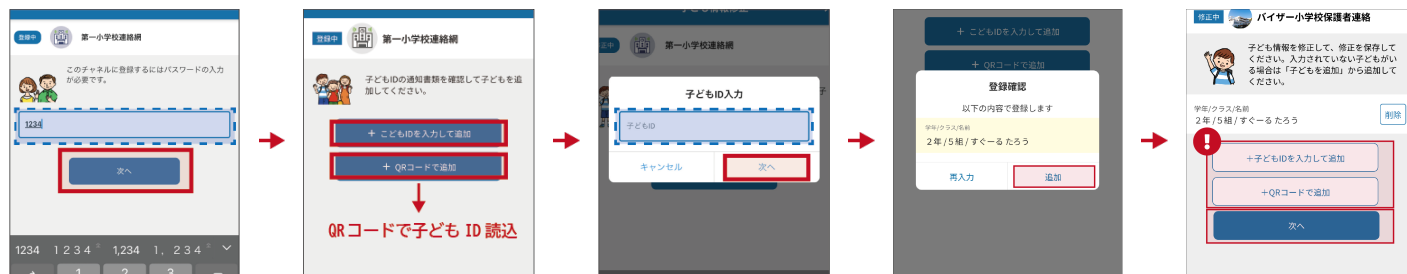 登録中
第一小学校連絡網
このチャネルに登録するにはパスワードの入力
が必要です。
1234
次へ
1234 1 2 3 4 1,234 1, 2 3 4
1 2 3
登録中
第一小学校連絡網
子どもIDの通知書類を確認して子どもを追
加してください。
+ こどもIDを入力して追加
+ QRコードで追加
QRコードで子ども ID 読込
第一小学校連絡網
子どもID入力
子どもID
キャンセル
次へ
+ こどもIDを入力して追加
+ QRコードで追加
登録確認
以下の内容で登録します
学年/クラス/名前
2年/5組/すぐーる たろう
再入力
追加
修正中
バイザー小学校保護者連絡
子ども情報を修正して、修正を保存して
ください。入力されていない子どもがい
る場合は「子どもを追加」から追加して
ください。
学年/クラス/名前
2年/5組/すぐーる たろう
削除
!
+子どもIDを入力して追加
+QRコードで追加
次へ